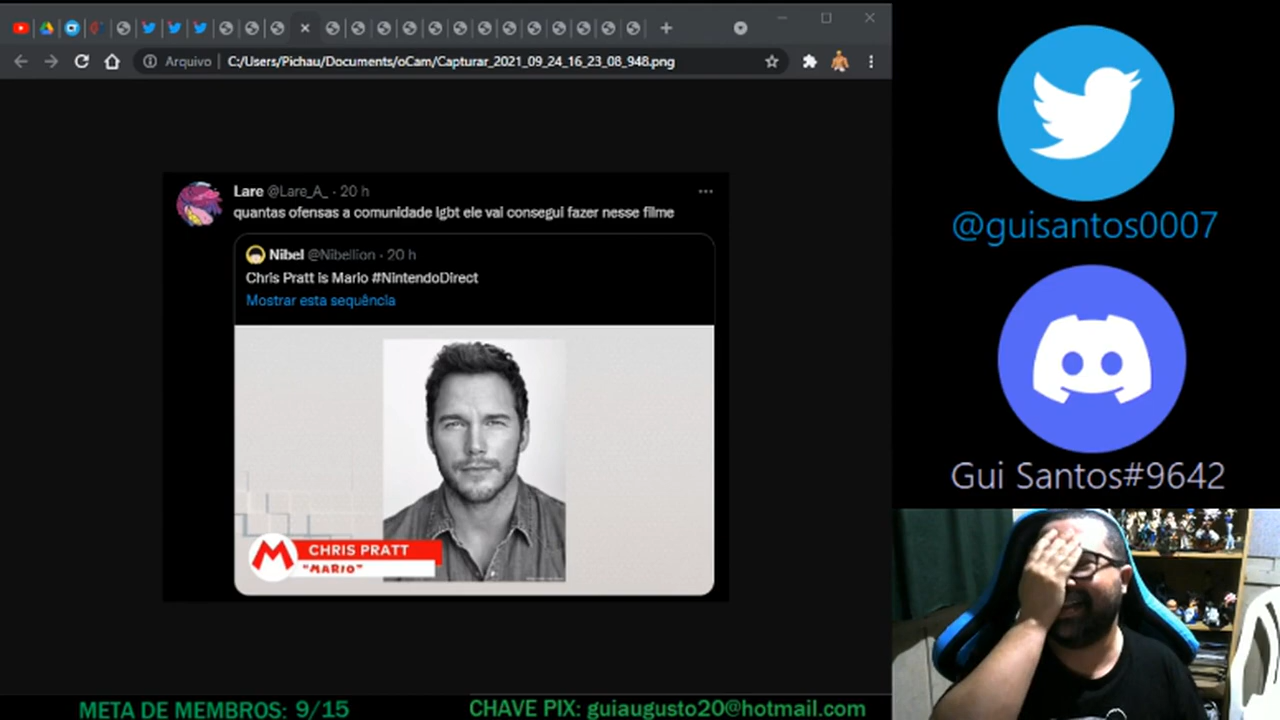 Arquivo
C:/Users/Pichau/Documents/oCam/Capturar_2021_09_24_16_23_08_948.png
Lare @Lare_A_ · 20 h
quantas ofensas a comunidade lgbt ele vai consegui fazer nesse filme
Nibel @Nibellion · 20 h
Chris Pratt is Mario #NintendoDirect
Mostrar esta sequência
M
CHRIS PRATT
"MARIO"
@guisantos0007
Gui Santos#9642
META DE MEMBROS: 9/15
CHAVE PIX: guiaugusto20@hotmail.com